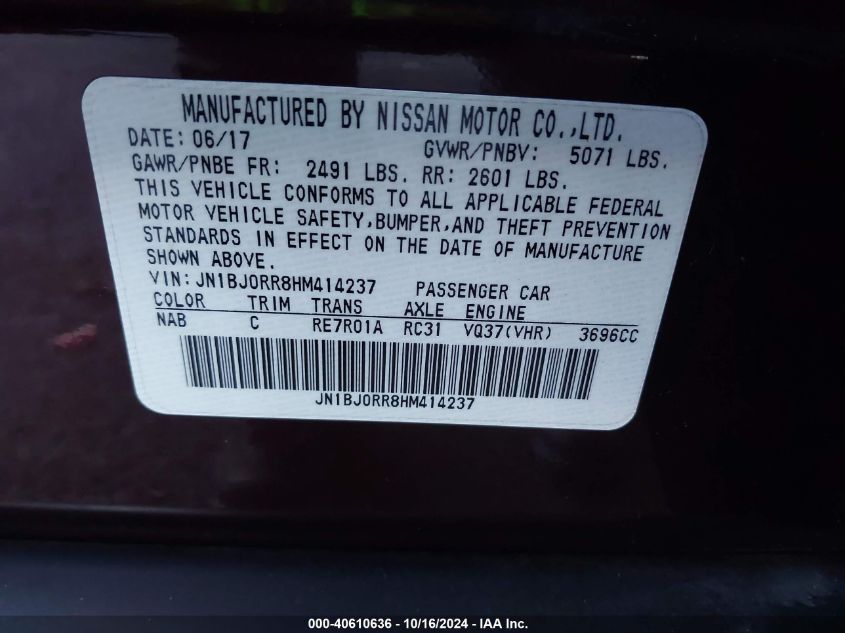 MANUFACTURED BY NISSAN MOTOR CO.,LTD.
DATE: 06/17 GVWR/PNBV: 5071 LBS.
GAWR/PNBE FR: 2491 LBS. RR: 2601 LBS.
THIS VEHICLE CONFORMS TO ALL APPLICABLE FEDERAL
MOTOR VEHICLE SAFETY,BUMPER,AND THEFT PREVENTION
STANDARDS IN EFFECT ON THE DATE OF MANUFACTURE
SHOWN ABOVE.
VIN: JN1BJ0RR8HM414237 PASSENGER CAR
COLOR TRIM TRANS AXLE ENGINE
NAB C RE7R01A RC31 VQ37(VHR) 3696CC
JN1BJ0RR8HM414237
000-40610636 - 10/16/2024 - IAA Inc.